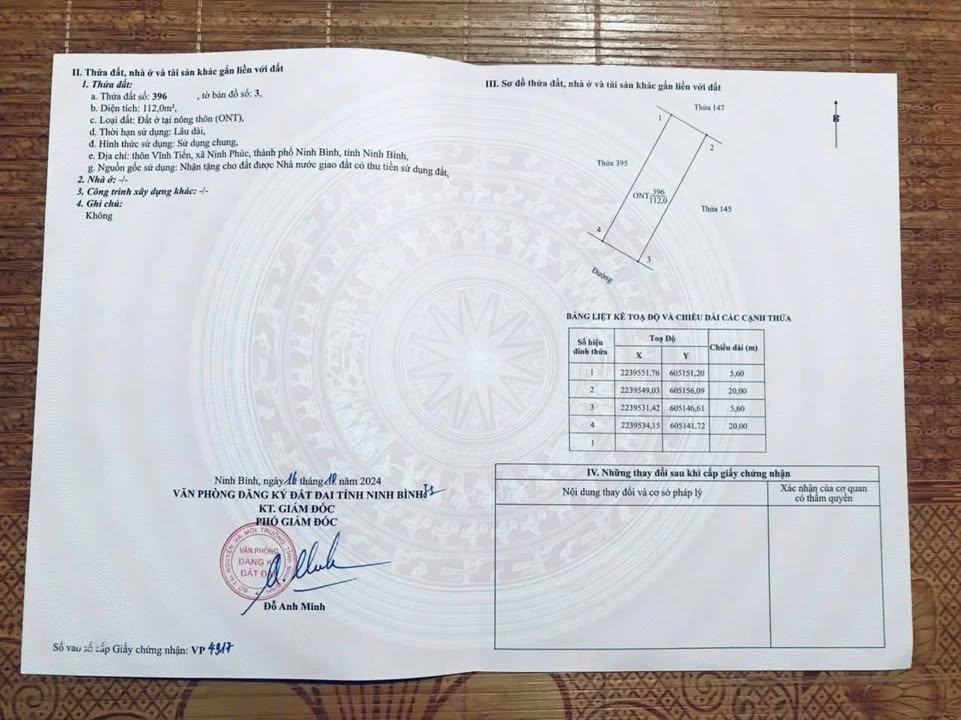 II. Thửa đất, nhà ở và tài sản khác gắn liền với đất
1. Thửa đất:
a. Thửa đất số: 396 , tờ bản đồ số: 3,
b. Diện tích: 112,0m²,
c. Loại đất: Đất ở tại nông thôn (ONT),
d. Thời hạn sử dụng: Lâu dài,
đ. Hình thức sử dụng: Sử dụng chung,
e. Địa chỉ: thôn Vĩnh Tiến, xã Ninh Phúc, thành phố Ninh Bình, tỉnh Ninh Bình,
g. Nguồn gốc sử dụng: Nhận tặng cho đất được Nhà nước giao đất có thu tiền sử dụng đất,
2. Nhà ở: -/-
3. Công trình xây dựng khác: -/-
4. Ghi chú:
Không
Ninh Bình, ngày 16 tháng năm 2024
VĂN PHÒNG ĐĂNG KÝ ĐẤT ĐAI TỈNH NINH BÌNH
KT. GIÁM ĐỐC
PHÓ GIÁM ĐỐC
VĂN PHÒNG
ĐĂNG KÝ
ĐẤT
Đỗ Anh Minh
Số vào sổ cấp Giấy chứng nhận: VP 4317
III. Sơ đồ thửa đất, nhà ở và tài sản khác gắn liền với đất
Thửa 147
1
B
2
Thửa 395
ONT 396
112,0
Thửa 145
4
3
Đường
BẢNG LIỆT KÊ TOẠ ĐỘ VÀ CHIỀU DÀI CÁC CẠNH THỬA
Số hiệu đỉnh thửa Toạ Độ Chiều dài (m)
X Y
1 2239551,76 605151,20 5,60
2 2239549,03 605156,09 20,00
3 2239531,42 605146,61 5,60
4 2239534,15 605141,72 20,00
1
IV. Những thay đổi sau khi cấp giấy chứng nhận
Nội dung thay đổi và cơ sở pháp lý
Xác nhận của cơ quan
có thẩm quyền